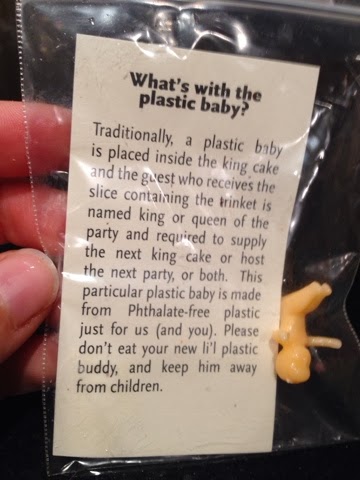 What's with the
plastic baby?
Traditionally, a plastic baby
is placed inside the king cake
and the guest who receives the
slice containing the trinket is
named king or queen of the
party and required to supply
the next king cake or host
the next party, or both. This
particular plastic baby is made
from Phthalate-free plastic
just for us (and you). Please
don't eat your new li'l plastic
buddy, and keep him away
from children.